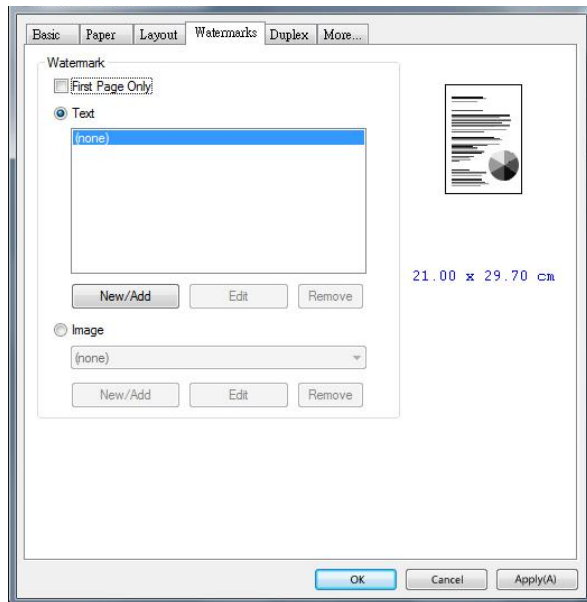 Basic Paper Layout Watermarks Duplex More...
Watermark
First Page Only
Text
(none)
21.00 x 29.70 cm
New/Add Edit Remove
Image
(none)
New/Add Edit Remove
OK Cancel Apply(A)